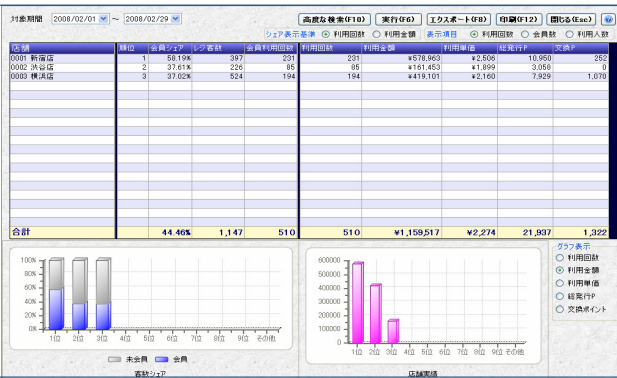 対象期間 2008/02/01 ~ 2008/02/29 高度な検索(F10) 実行(F6) エクスポート(F8) 印刷(F12) 閉じる(Esc)
シェア表示基準 利用回数 利用金額 表示項目 利用回数 会員数 利用人数
店舗 順位 会員シェア レジ客数 会員利用回数 利用回数 利用金額 利用単価 総発行P 交換P
0001 新宿店 1 58.19% 397 231 231 ¥578,963 ¥2,506 10,950 252
0002 渋谷店 2 37.61% 226 85 85 ¥161,453 ¥1,899 3,058 0
0003 横浜店 3 37.02% 524 194 194 ¥419,101 ¥2,160 7,929 1,070
合計 44.46% 1,147 510 510 ¥1,159,517 ¥2,274 21,937 1,322
100%
80%
60%
40%
20%
0%
1位 2位 3位 4位 5位 6位 7位 8位 9位 その他
未会員 会員
客数シェア
600000
500000
400000
300000
200000
100000
0
1位 2位 3位 4位 5位 6位 7位 8位 9位 その他
店舗実績
グラフ表示
利用回数
利用金額
利用単価
総発行P
交換ポイント